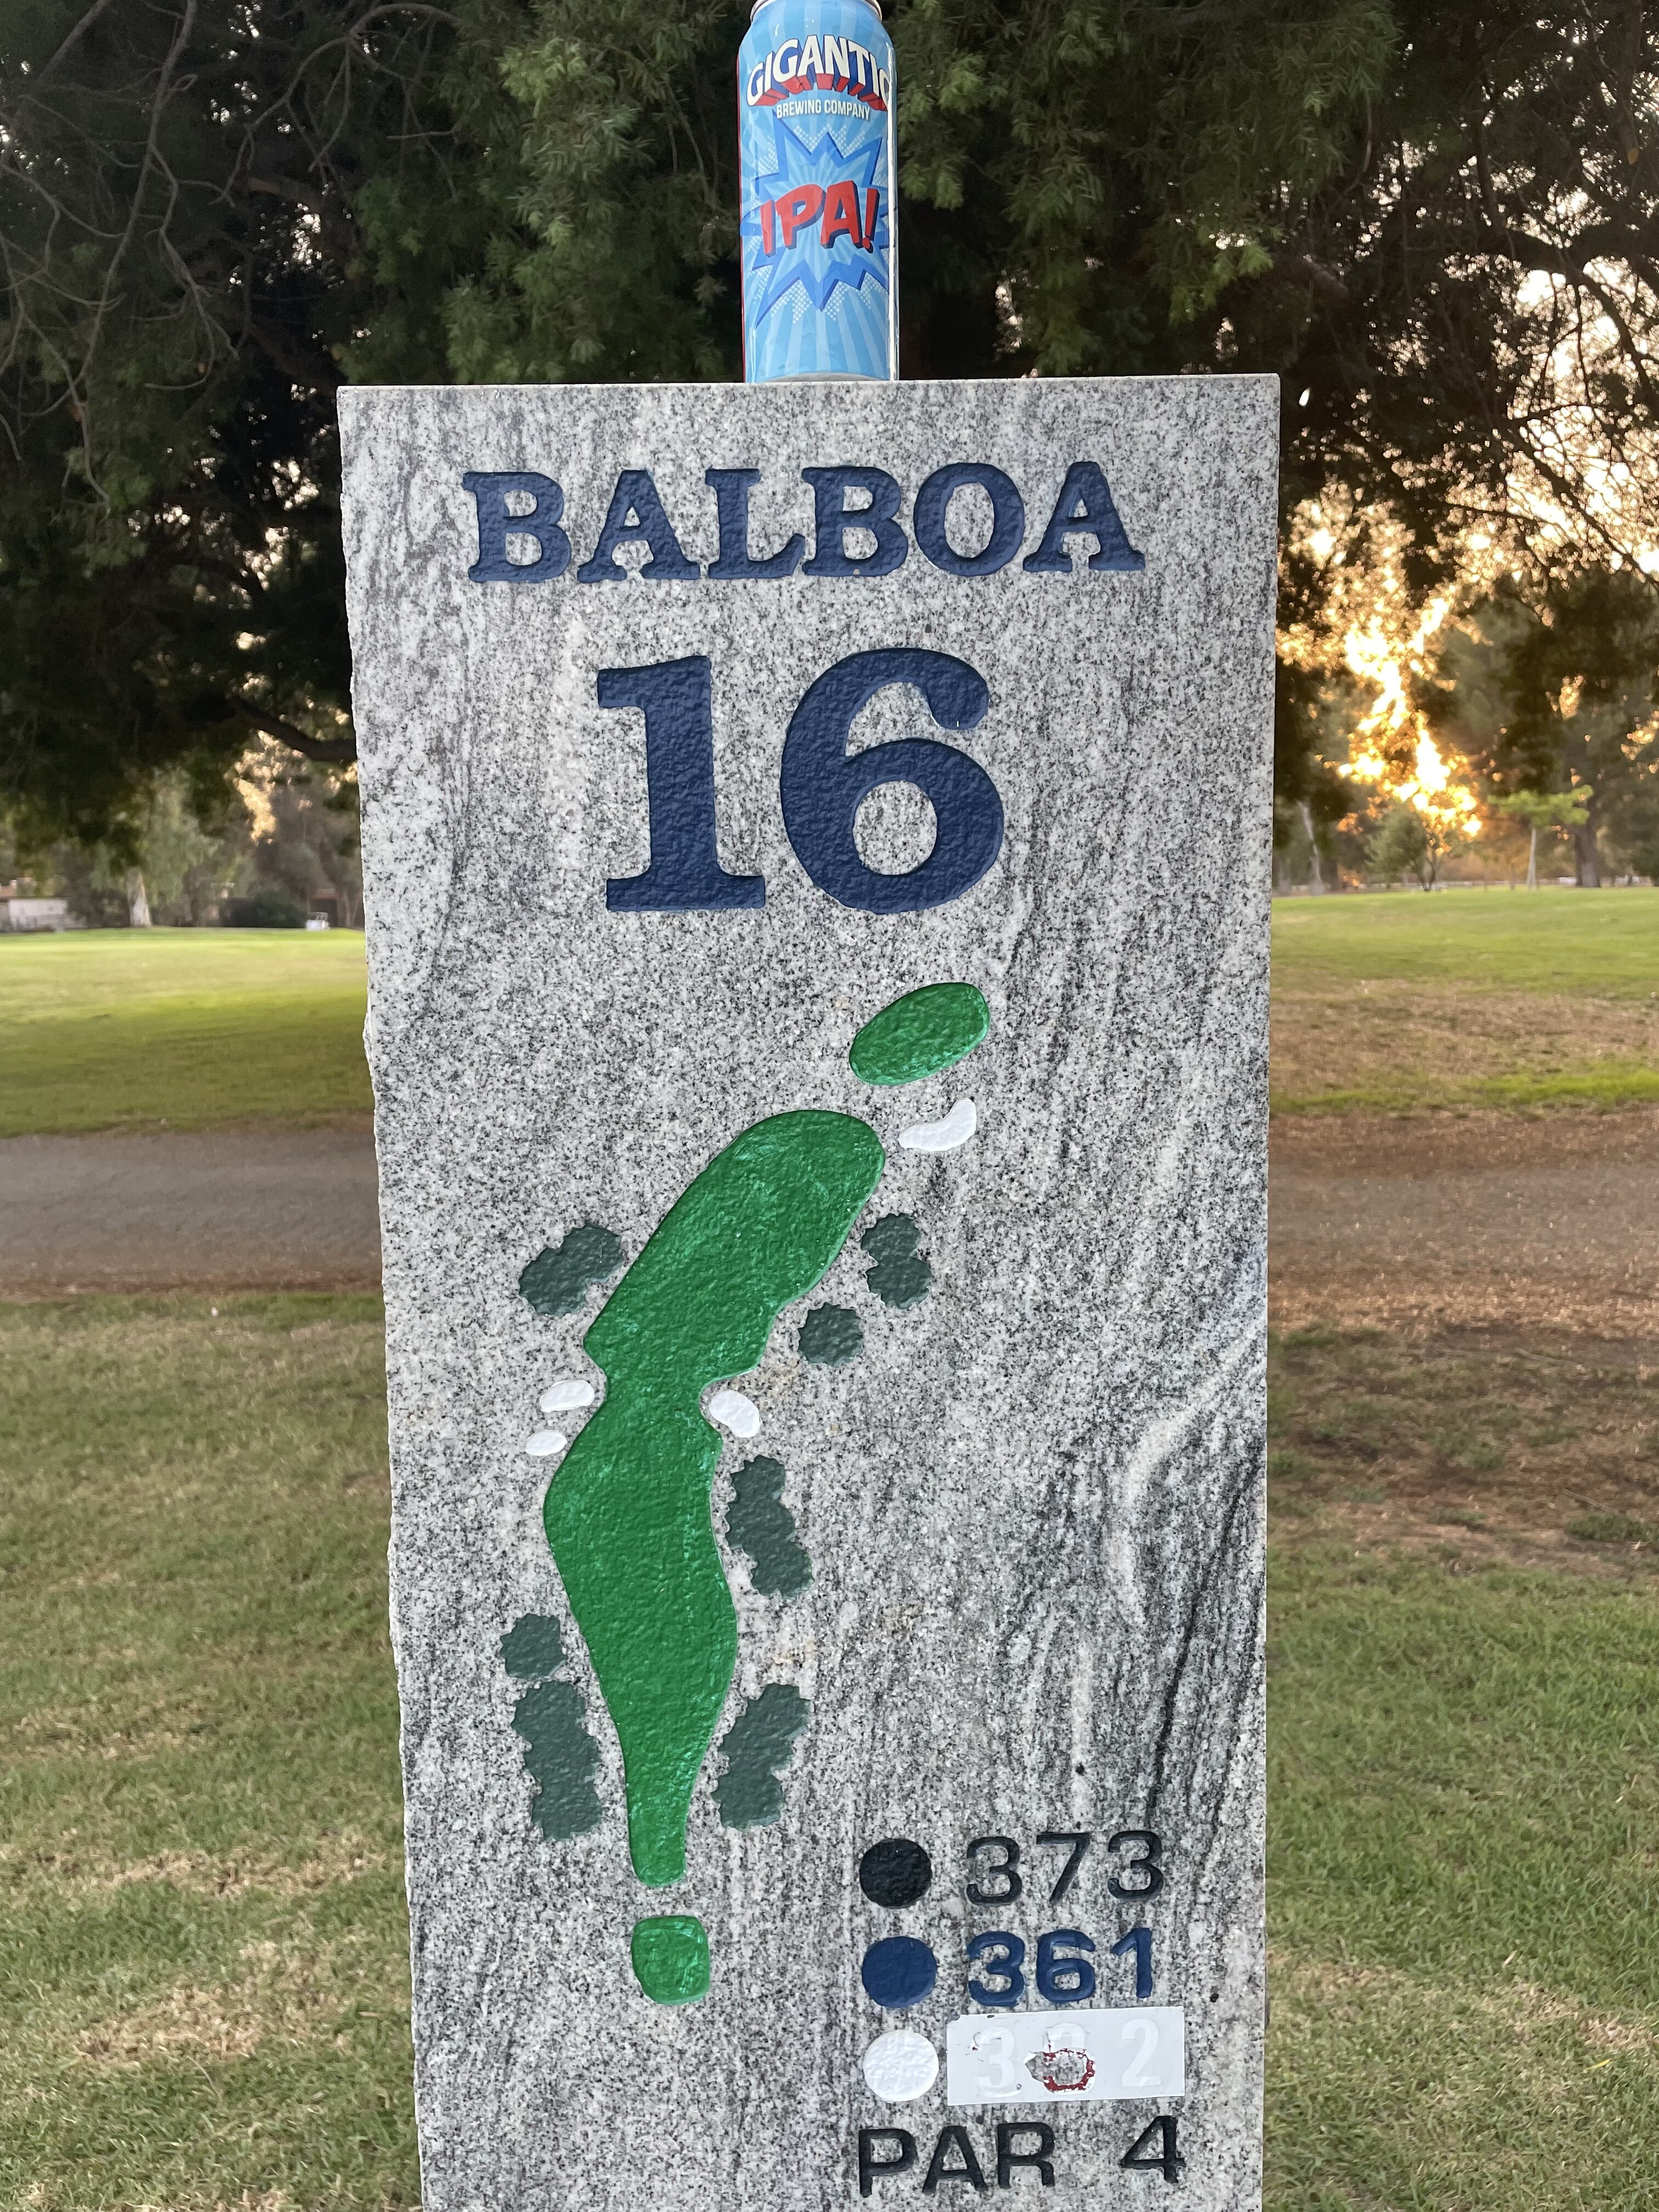 GIGANTIC
BREWING COMPANY
IPA!
BALBOA
16
373
361
PAR 4